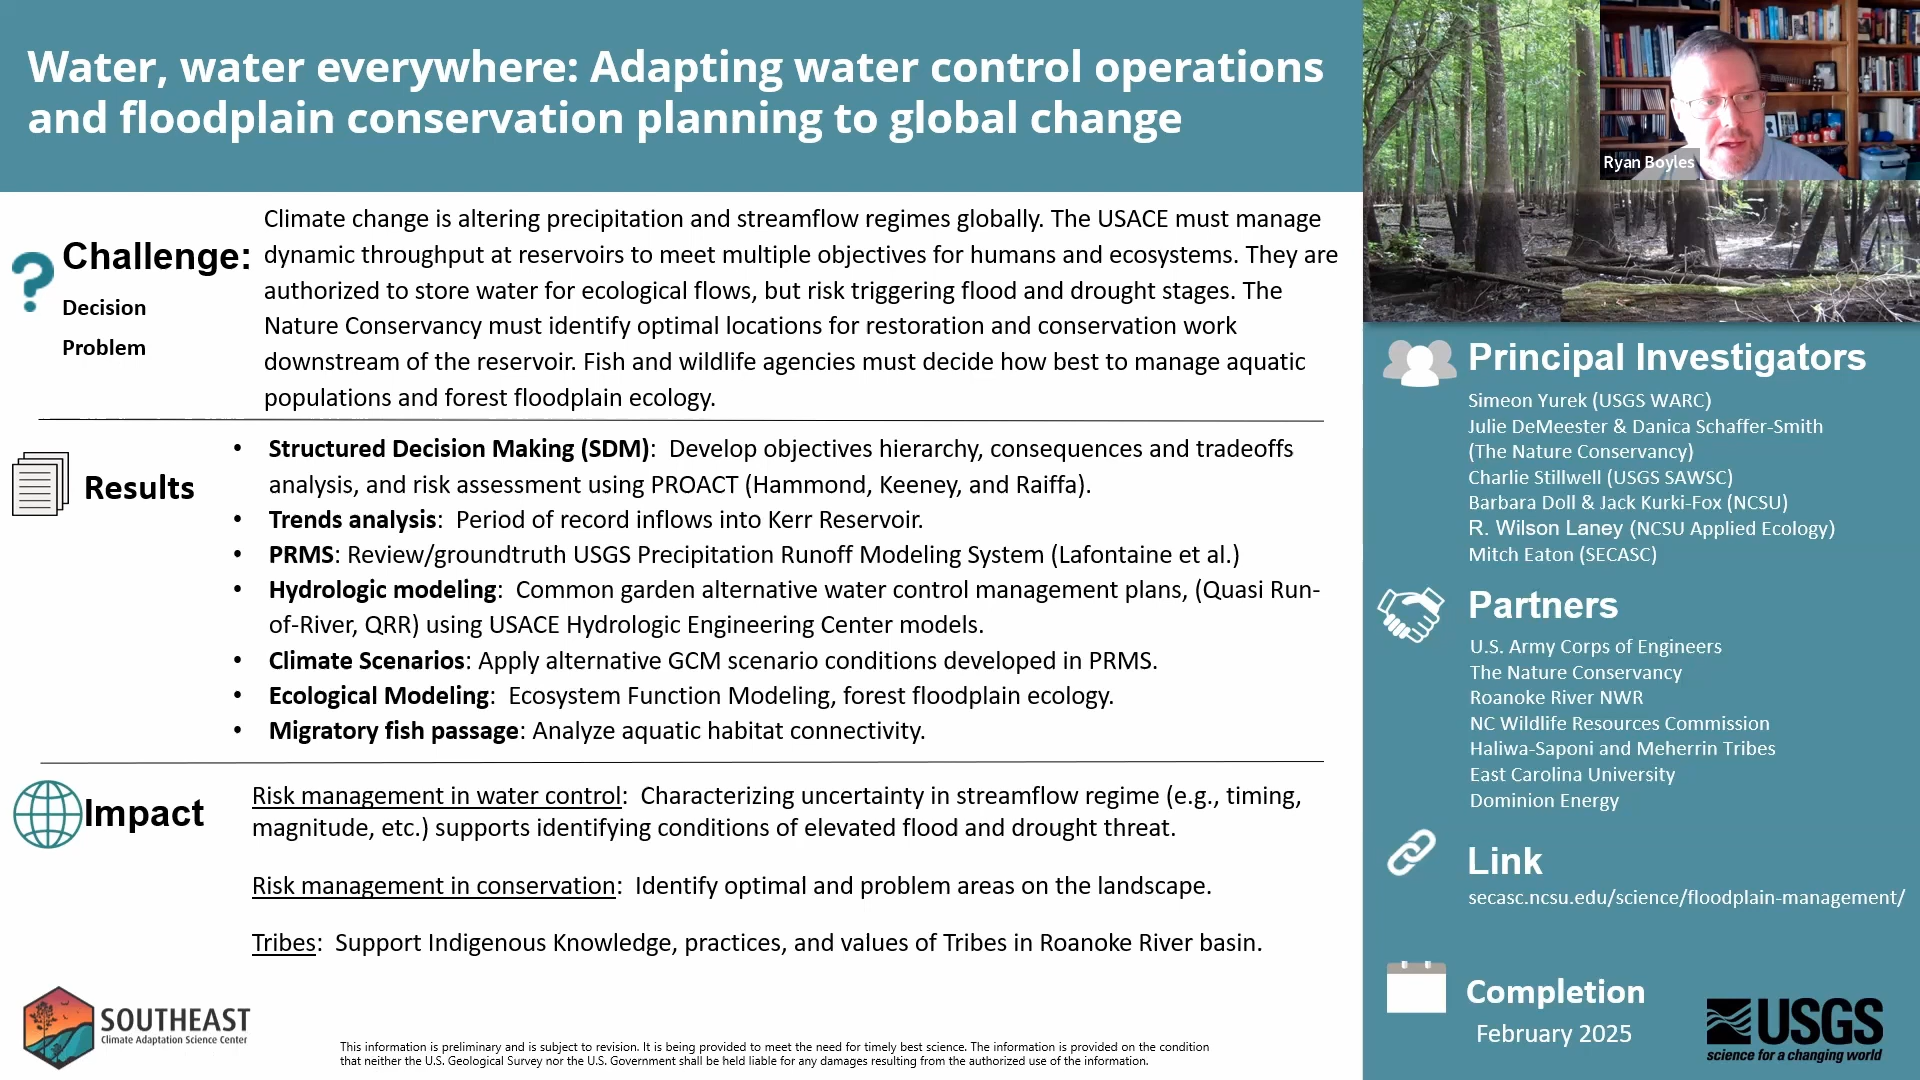 Water, water everywhere: Adapting water control operations
and floodplain conservation planning to global change
Ryan Boyles
Challenge:
Decision
Problem
Climate change is altering precipitation and streamflow regimes globally. The USACE must manage
dynamic throughput at reservoirs to meet multiple objectives for humans and ecosystems. They are
authorized to store water for ecological flows, but risk triggering flood and drought stages. The
Nature Conservancy must identify optimal locations for restoration and conservation work
downstream of the reservoir. Fish and wildlife agencies must decide how best to manage aquatic
populations and forest floodplain ecology.
Results
• Structured Decision Making (SDM): Develop objectives hierarchy, consequences and tradeoffs
analysis, and risk assessment using PROACT (Hammond, Keeney, and Raiffa).
• Trends analysis: Period of record inflows into Kerr Reservoir.
• PRMS: Review/groundtruth USGS Precipitation Runoff Modeling System (Lafontaine et al.)
• Hydrologic modeling: Common garden alternative water control management plans, (Quasi Run-
of-River, QRR) using USACE Hydrologic Engineering Center models.
• Climate Scenarios: Apply alternative GCM scenario conditions developed in PRMS.
• Ecological Modeling: Ecosystem Function Modeling, forest floodplain ecology.
• Migratory fish passage: Analyze aquatic habitat connectivity.
Impact
Risk management in water control: Characterizing uncertainty in streamflow regime (e.g., timing,
magnitude, etc.) supports identifying conditions of elevated flood and drought threat.
Risk management in conservation: Identify optimal and problem areas on the landscape.
Tribes: Support Indigenous Knowledge, practices, and values of Tribes in Roanoke River basin.
SOUTHEAST
Climate Adaptation Science Center
This information is preliminary and is subject to revision. It is being provided to meet the need for timely best science. The information is provided on the condition
that neither the U.S. Geological Survey nor the U.S. Government shall be held liable for any damages resulting from the authorized use of the information.
Principal Investigators
Simeon Yurek (USGS WARC)
Julie DeMeester & Danica Schaffer-Smith
(The Nature Conservancy)
Charlie Stillwell (USGS SAWSC)
Barbara Doll & Jack Kurki-Fox (NCSU)
R. Wilson Laney (NCSU Applied Ecology)
Mitch Eaton (SECASC)
Partners
U.S. Army Corps of Engineers
The Nature Conservancy
Roanoke River NWR
NC Wildlife Resources Commission
Haliwa-Saponi and Meherrin Tribes
East Carolina University
Dominion Energy
Link
secasc.ncsu.edu/science/floodplain-management/
Completion
February 2025
USGS
science for a changing world